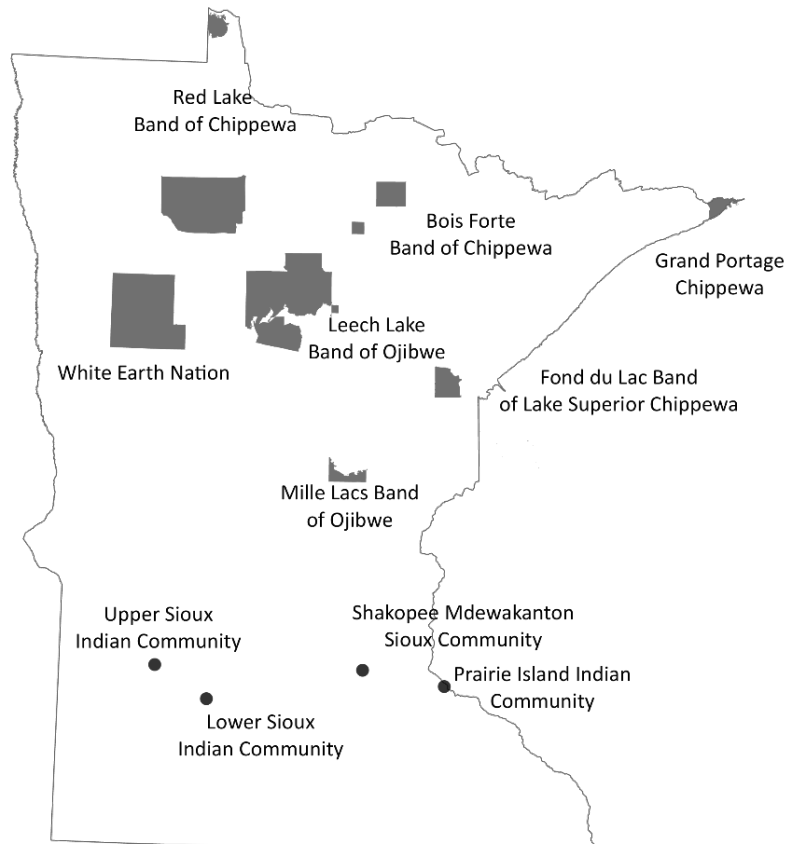 Red Lake
Band of Chippewa
Bois Forte
Band of Chippewa
Grand Portage
Chippewa
Leech Lake
Band of Ojibwe
White Earth Nation
Fond du Lac Band
of Lake Superior Chippewa
Mille Lacs Band
of Ojibwe
Upper Sioux
Indian Community
Shakopee Mdewakanton
Sioux Community
Prairie Island Indian
Community
Lower Sioux
Indian Community